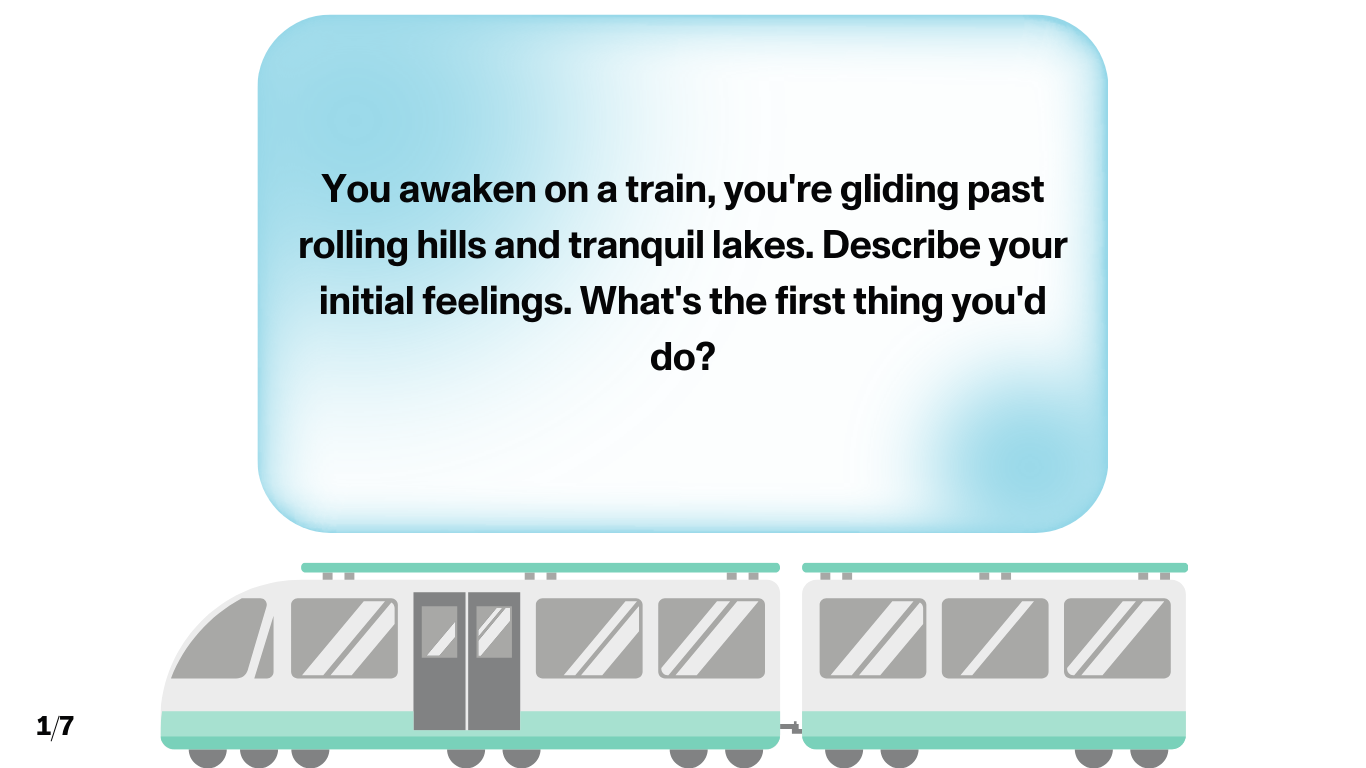 You awaken on a train, you're gliding past
rolling hills and tranquil lakes. Describe your
initial feelings. What's the first thing you'd
do?
1/7